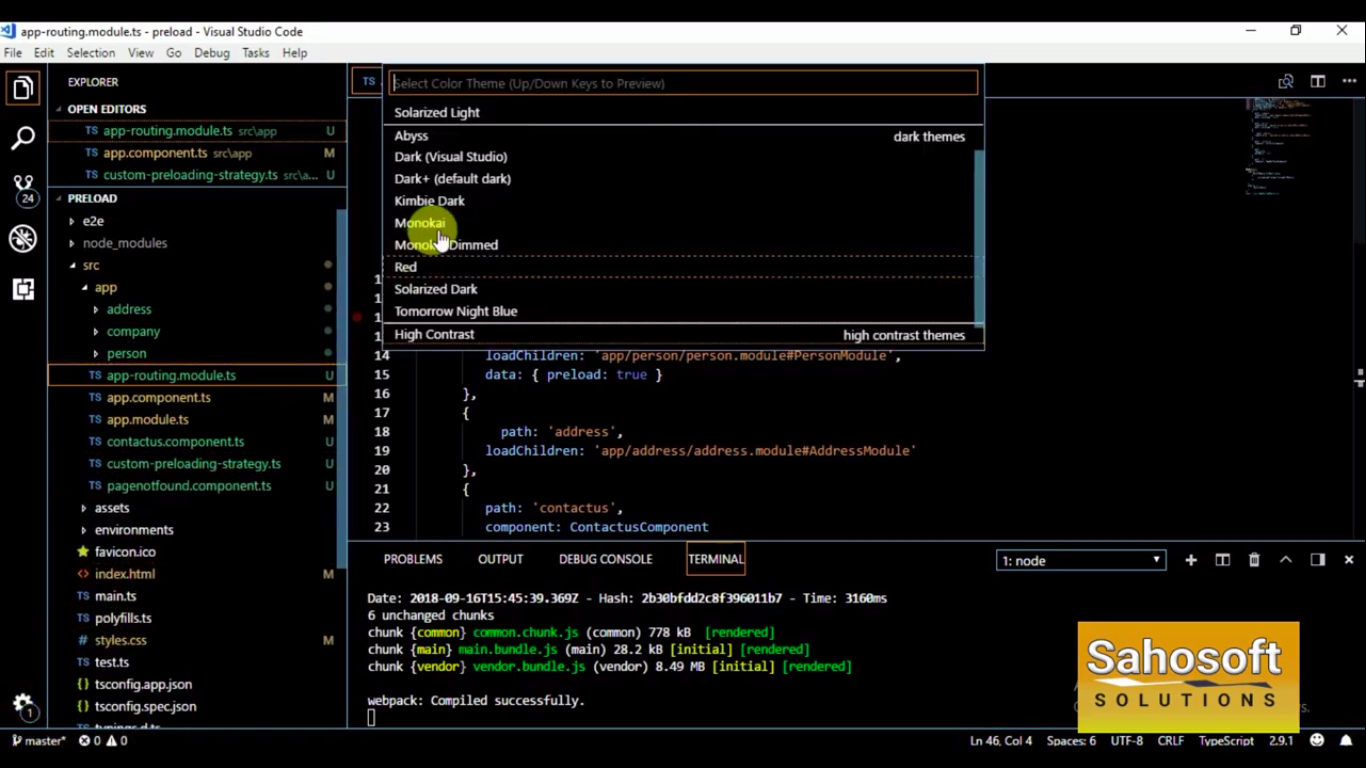 app-routing.module.ts - preload - Visual Studio Code
File Edit Selection View Go Debug Tasks Help
EXPLORER
OPEN EDITORS
TS app-routing.module.ts src\app U
TS app.component.ts src\app M
TS custom-preloading-strategy.ts src\a... U
24
PRELOAD
e2e
node_modules
src
app
address
company
person
TS app-routing.module.ts U
TS app.component.ts M
TS app.module.ts M
TS contactus.component.ts U
TS custom-preloading-strategy.ts U
TS pagenotfound.component.ts U
assets
environments
favicon.ico
<> index.html M
TS main.ts
TS polyfills.ts
# styles.css M
TS test.ts
{} tsconfig.app.json
{} tsconfig.spec.json
TS typings.d.ts
1
TS
Select Color Theme (Up/Down Keys to Preview)
Solarized Light
Abyss dark themes
Dark (Visual Studio)
Dark+ (default dark)
Kimbie Dark
Monokai
Monokai Dimmed
Red
Solarized Dark
Tomorrow Night Blue
High Contrast high contrast themes
14 loadChildren: 'app/person/person.module#PersonModule',
15 data: { preload: true }
16 },
17 {
18 path: 'address',
19 loadChildren: 'app/address/address.module#AddressModule'
20 },
21 {
22 path: 'contactus',
23 component: ContactusComponent
PROBLEMS OUTPUT DEBUG CONSOLE TERMINAL 1: node
Date: 2018-09-16T15:45:39.369Z - Hash: 2b30bfdd2c8f396011b7 - Time: 3160ms
6 unchanged chunks
chunk {common} common.chunk.js (common) 778 kB [rendered]
chunk {main} main.bundle.js (main) 28.2 kB [initial] [rendered]
chunk {vendor} vendor.bundle.js (vendor) 8.49 MB [initial] [rendered]
webpack: Compiled successfully.
Sahosoft
SOLUTIONS
master* 0 0 Ln 46, Col 4 Spaces: 6 UTF-8 CRLF TypeScript 2.9.1